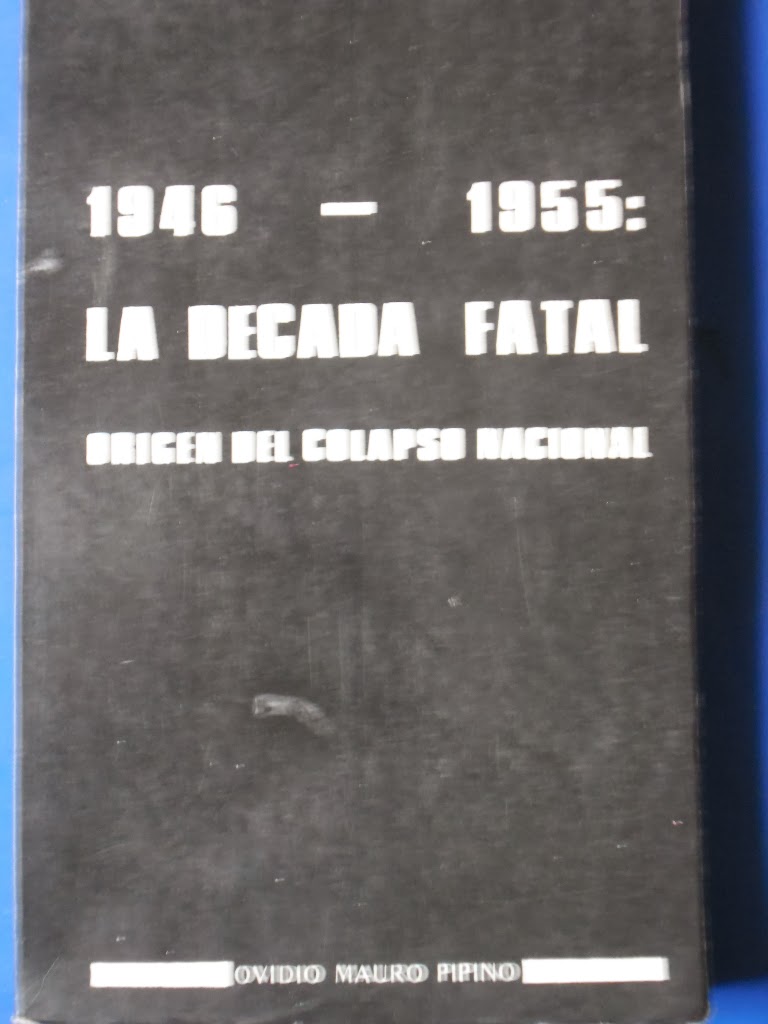 1946 - 1955:
LA DECADA FATAL
ORIGEN DEL COLAPSO NACIONAL
OVIDIO MAURO PIPINO